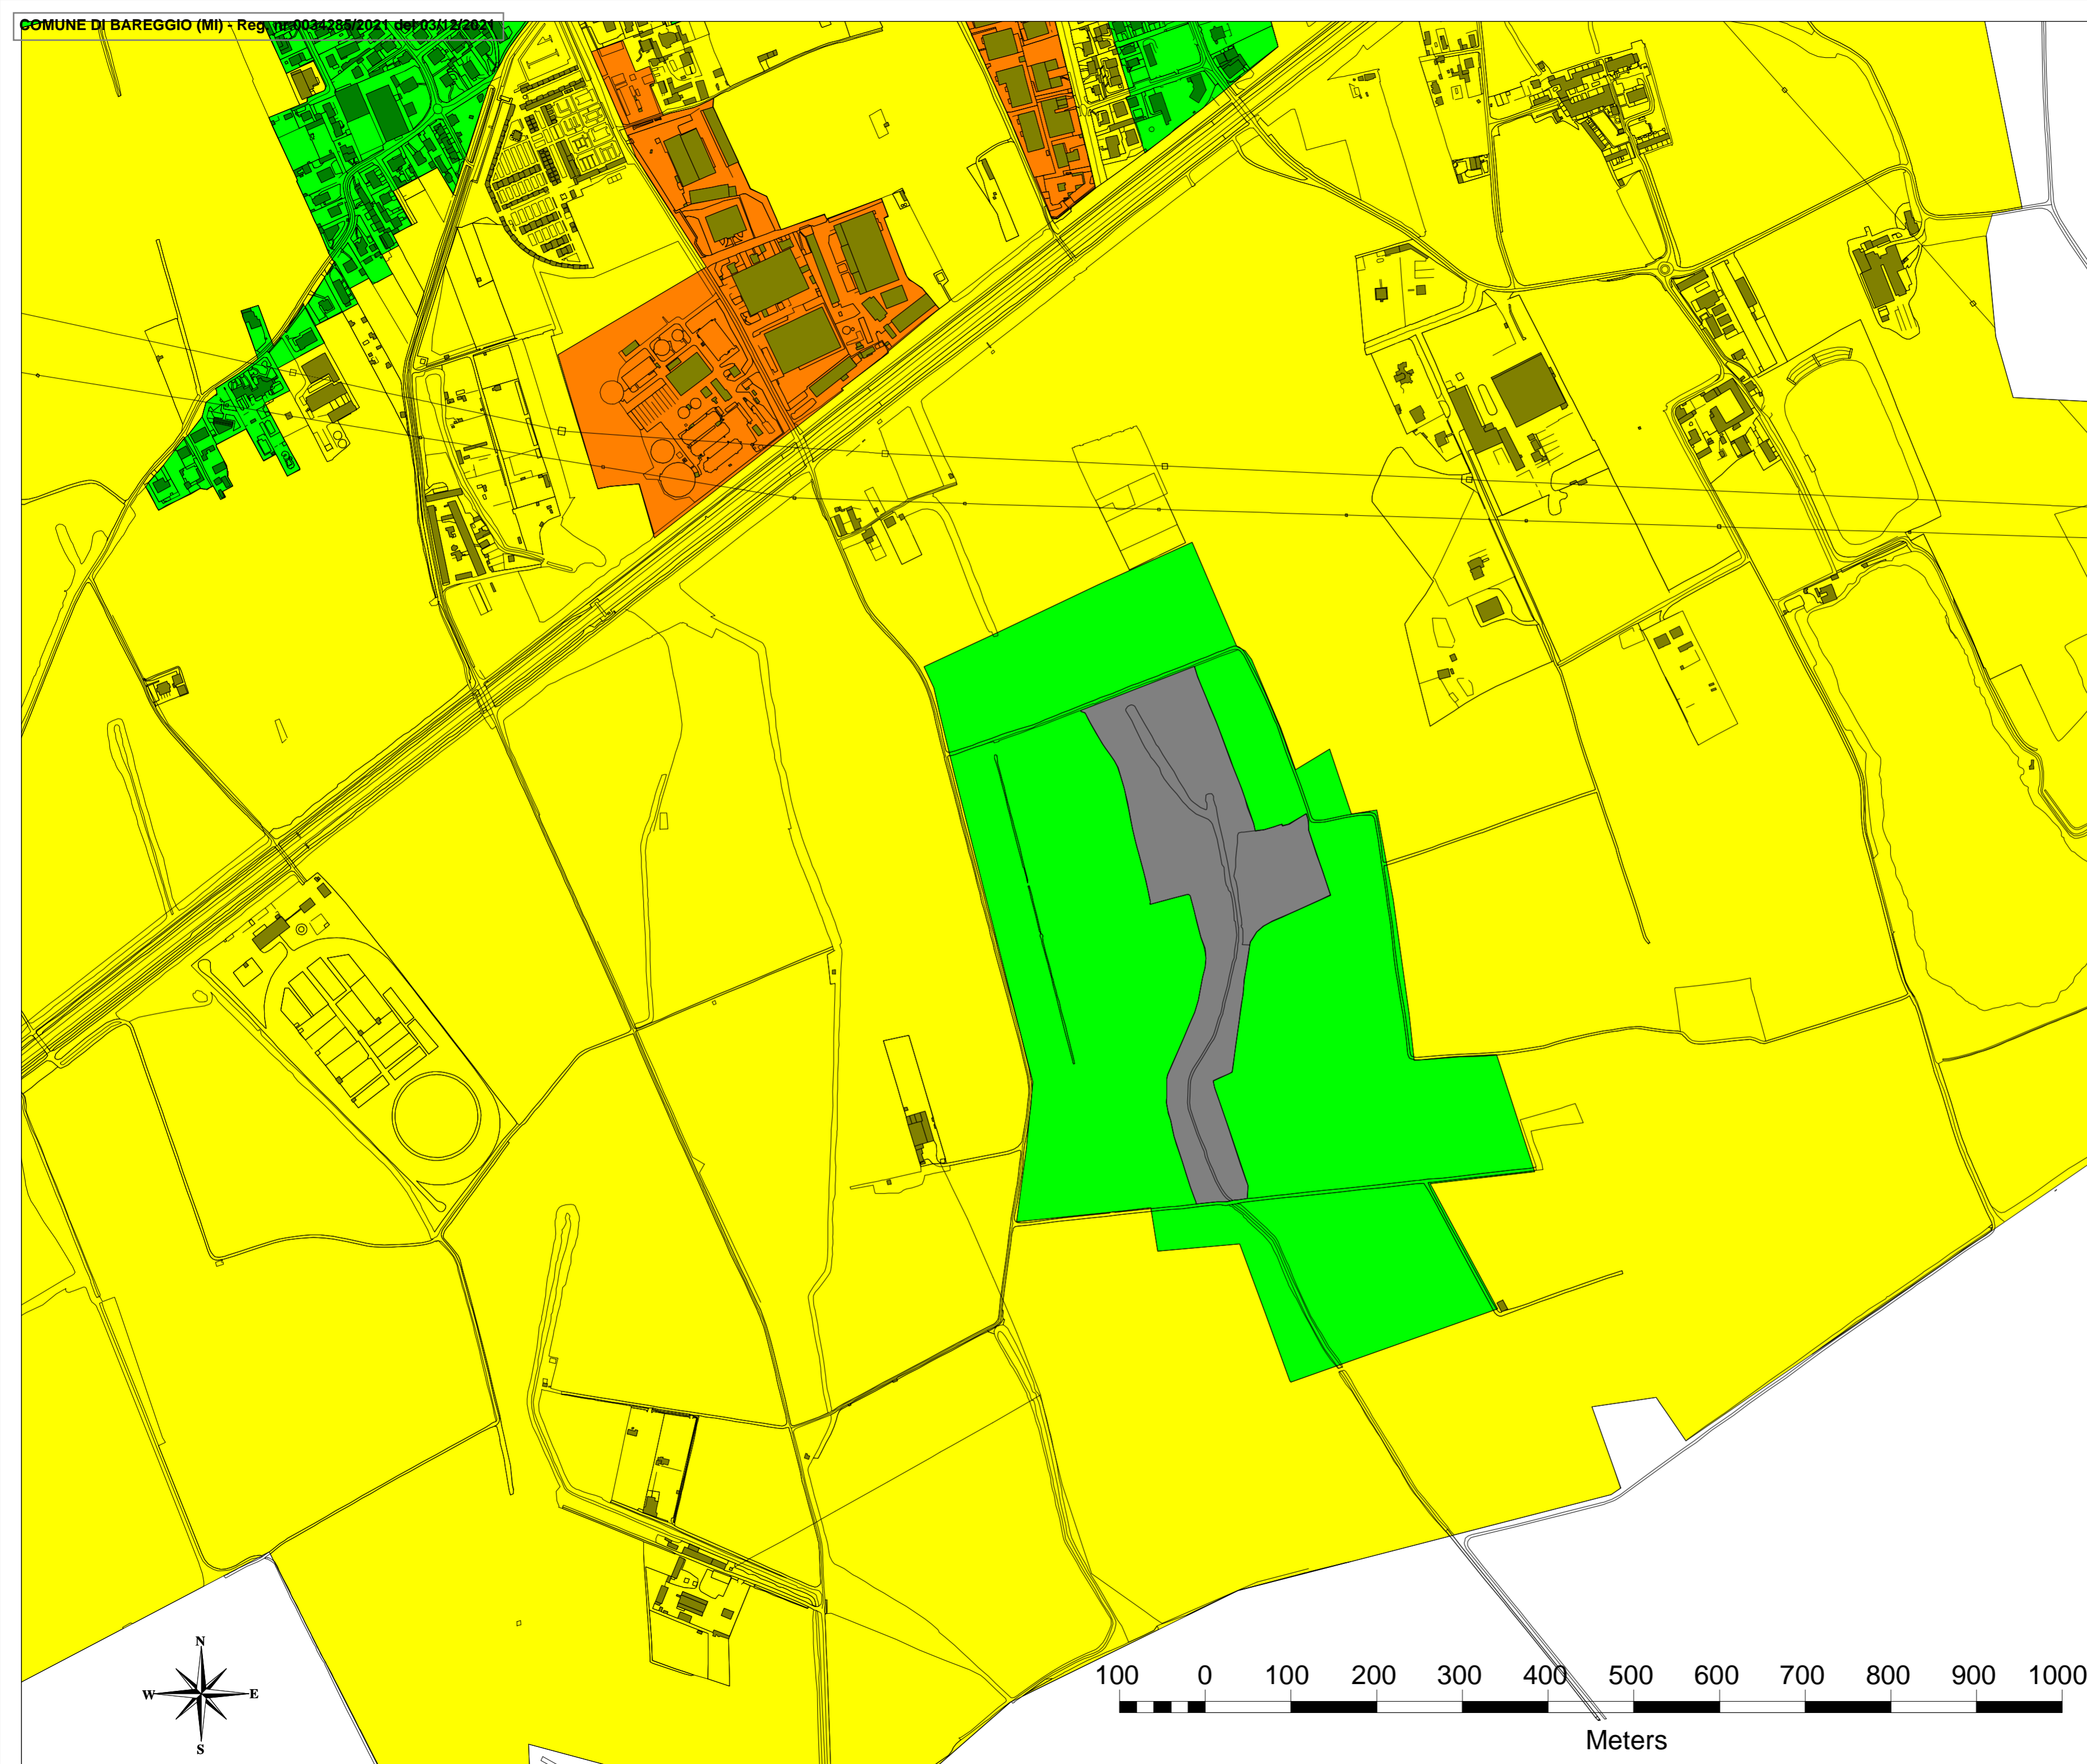 COMUNE DI BAREGGIO (MI) - Reg. nr.0034285/2021 del 03/12/2021
N
W E
S
100 0 100 200 300 400 500 600 700 800 900 1000
Meters